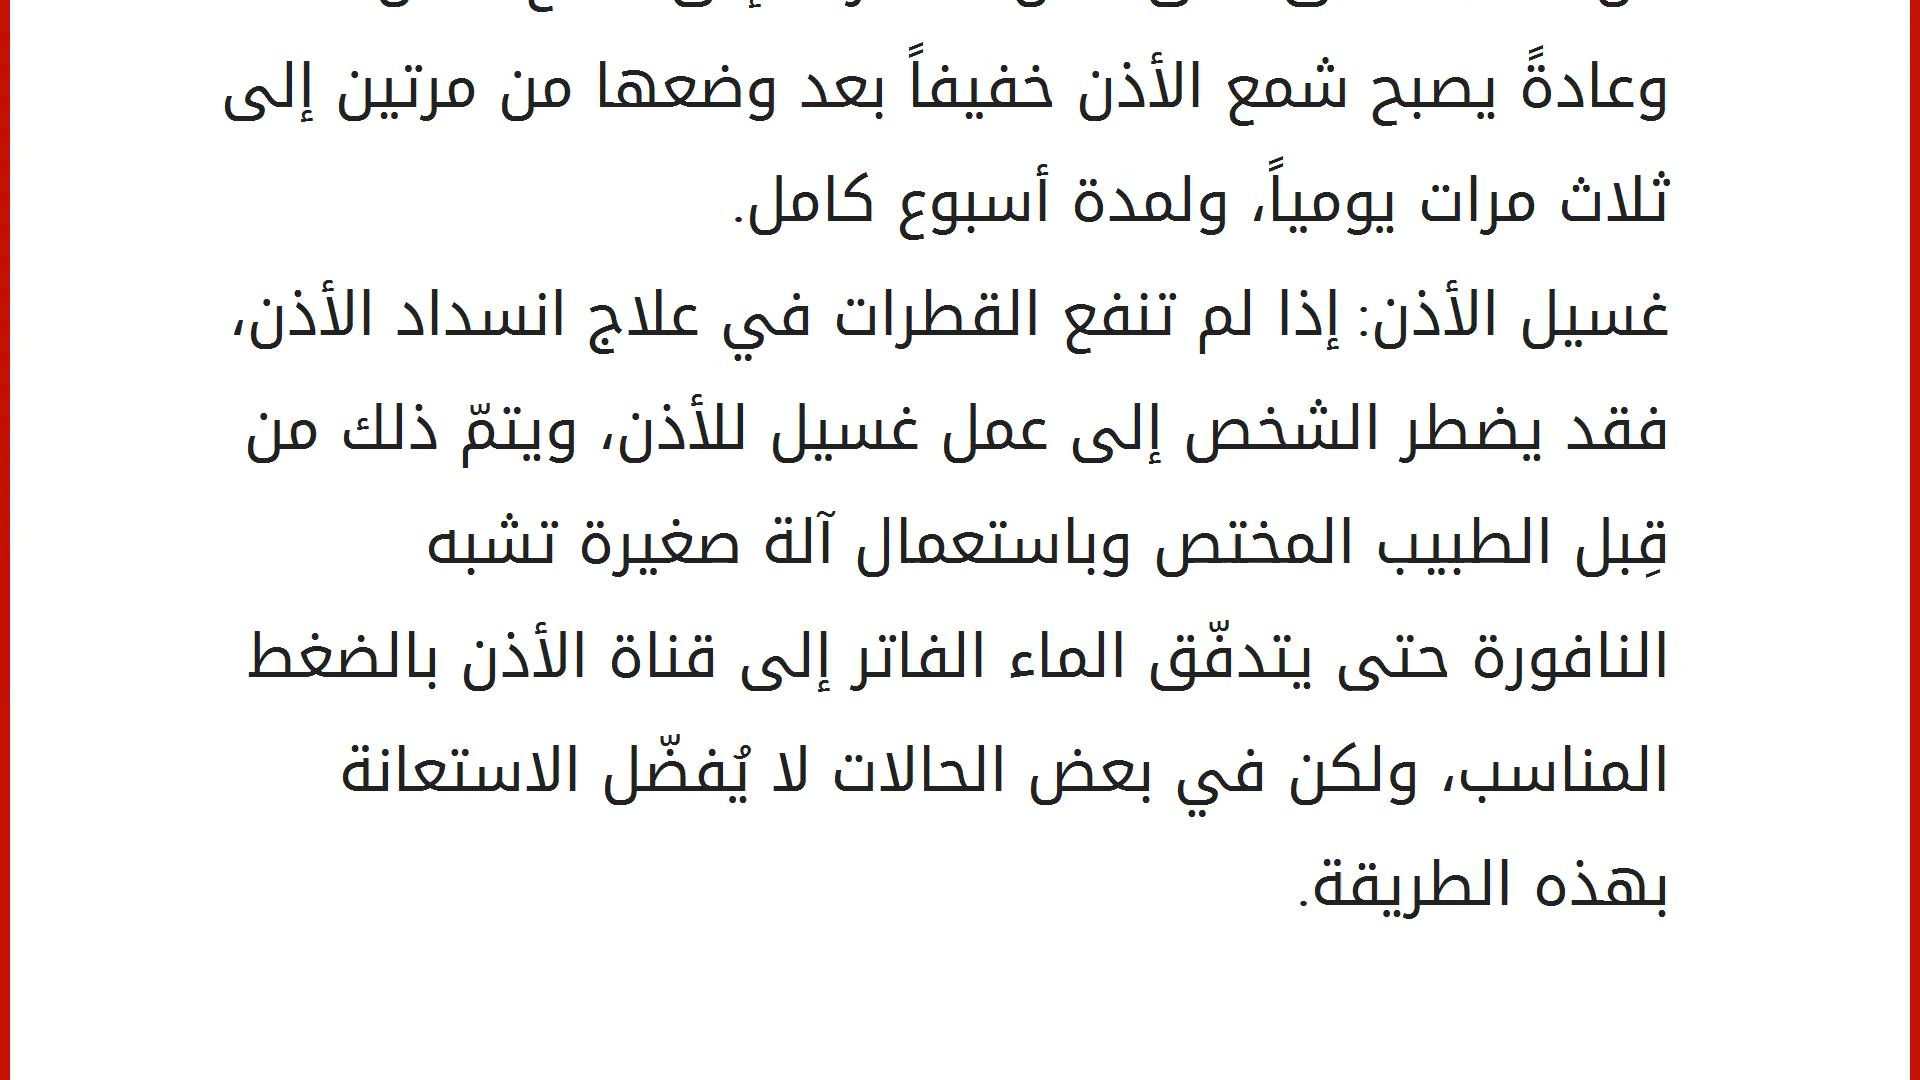 وعادةً يصبح شمع الأذن خفيفاً بعد وضعها من مرتين إلى
ثلاث مرات يومياً، ولمدة أسبوع كامل.
غسيل الأذن: إذا لم تنفع القطرات في علاج انسداد الأذن،
فقد يضطر الشخص إلى عمل غسيل للأذن، ويتمّ ذلك من
قِبل الطبيب المختص وباستعمال آلة صغيرة تشبه
النافورة حتى يتدفّق الماء الفاتر إلى قناة الأذن بالضغط
المناسب، ولكن في بعض الحالات لا يُفضّل الاستعانة
بهذه الطريقة.